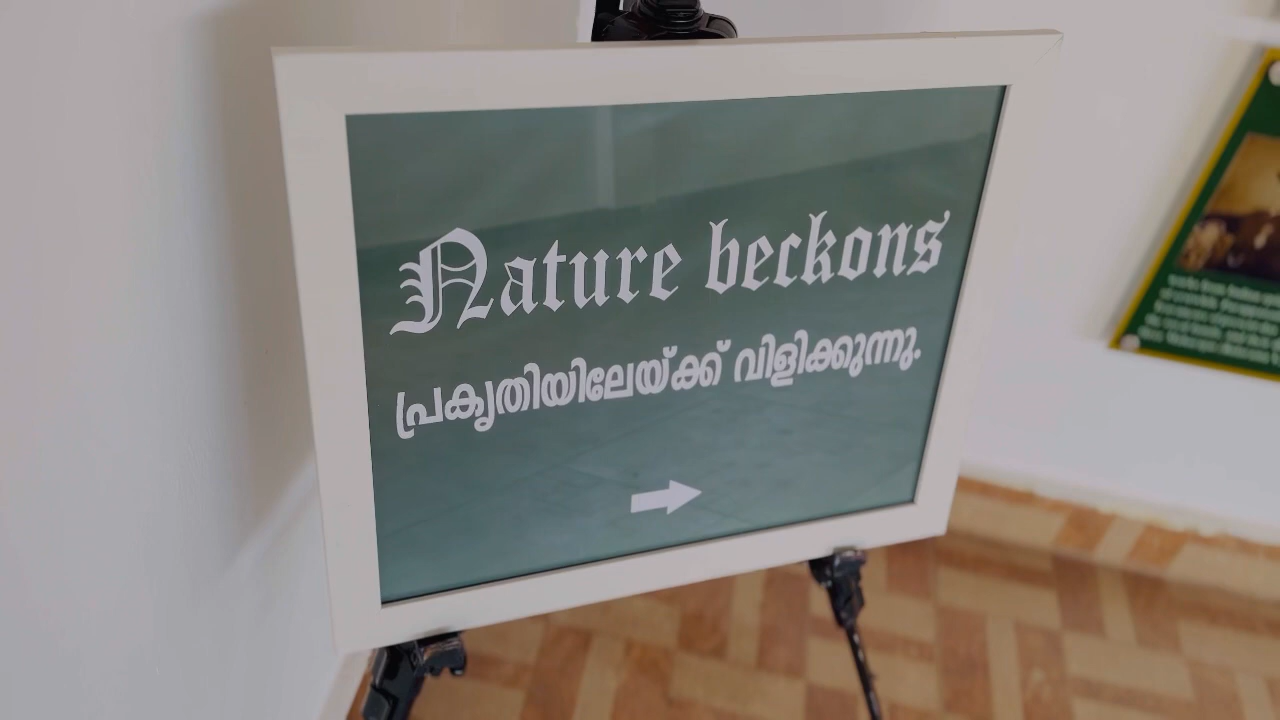 Nature beckons
പ്രകൃതിയിലേയ്ക്ക് വിളിക്കുന്നു.